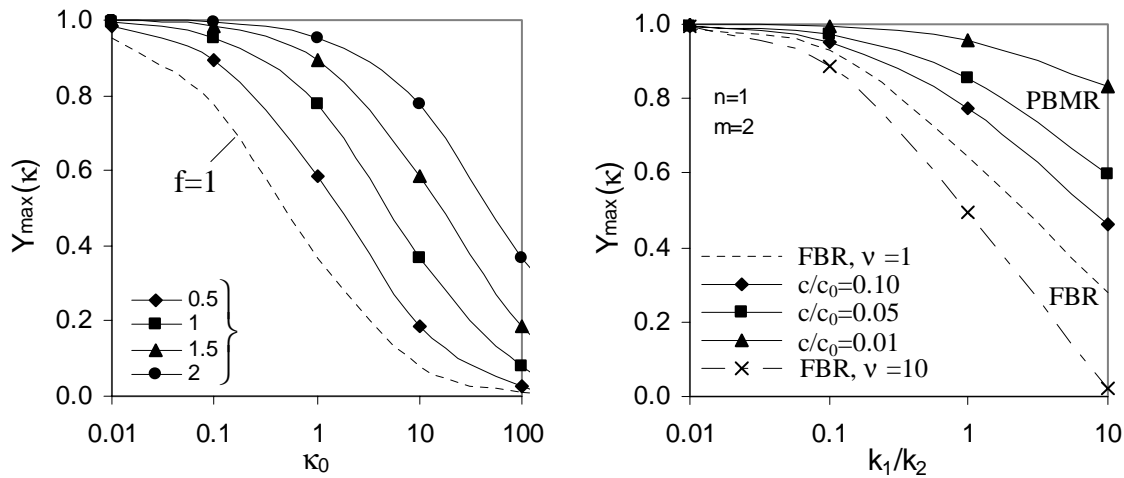 1.0
0.8
0.6
0.4
0.2
0.0
Ymax(κ)
f=1
0.5
1
1.5
2
0.01 0.1 1 10 100
κ0
1.0
0.8
0.6
0.4
0.2
0.0
Ymax(κ)
n=1
m=2
PBMR
FBR
FBR, ν =1
c/c0=0.10
c/c0=0.05
c/c0=0.01
FBR, ν =10
0.01 0.1 1 10
k1/k2